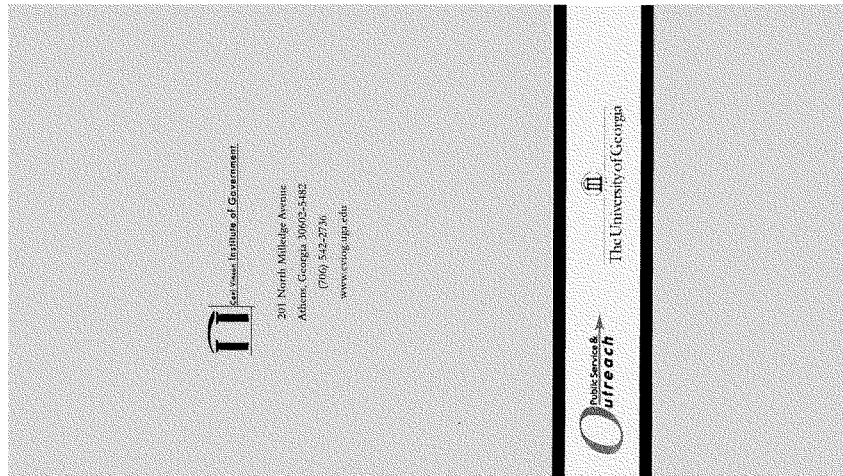 Carl Vinson Institute of Government
201 North Milledge Avenue
Athens, Georgia 30602-5482
(706) 542-2736
www.cviog.uga.edu
Public Service &
Outreach
The University of Georgia